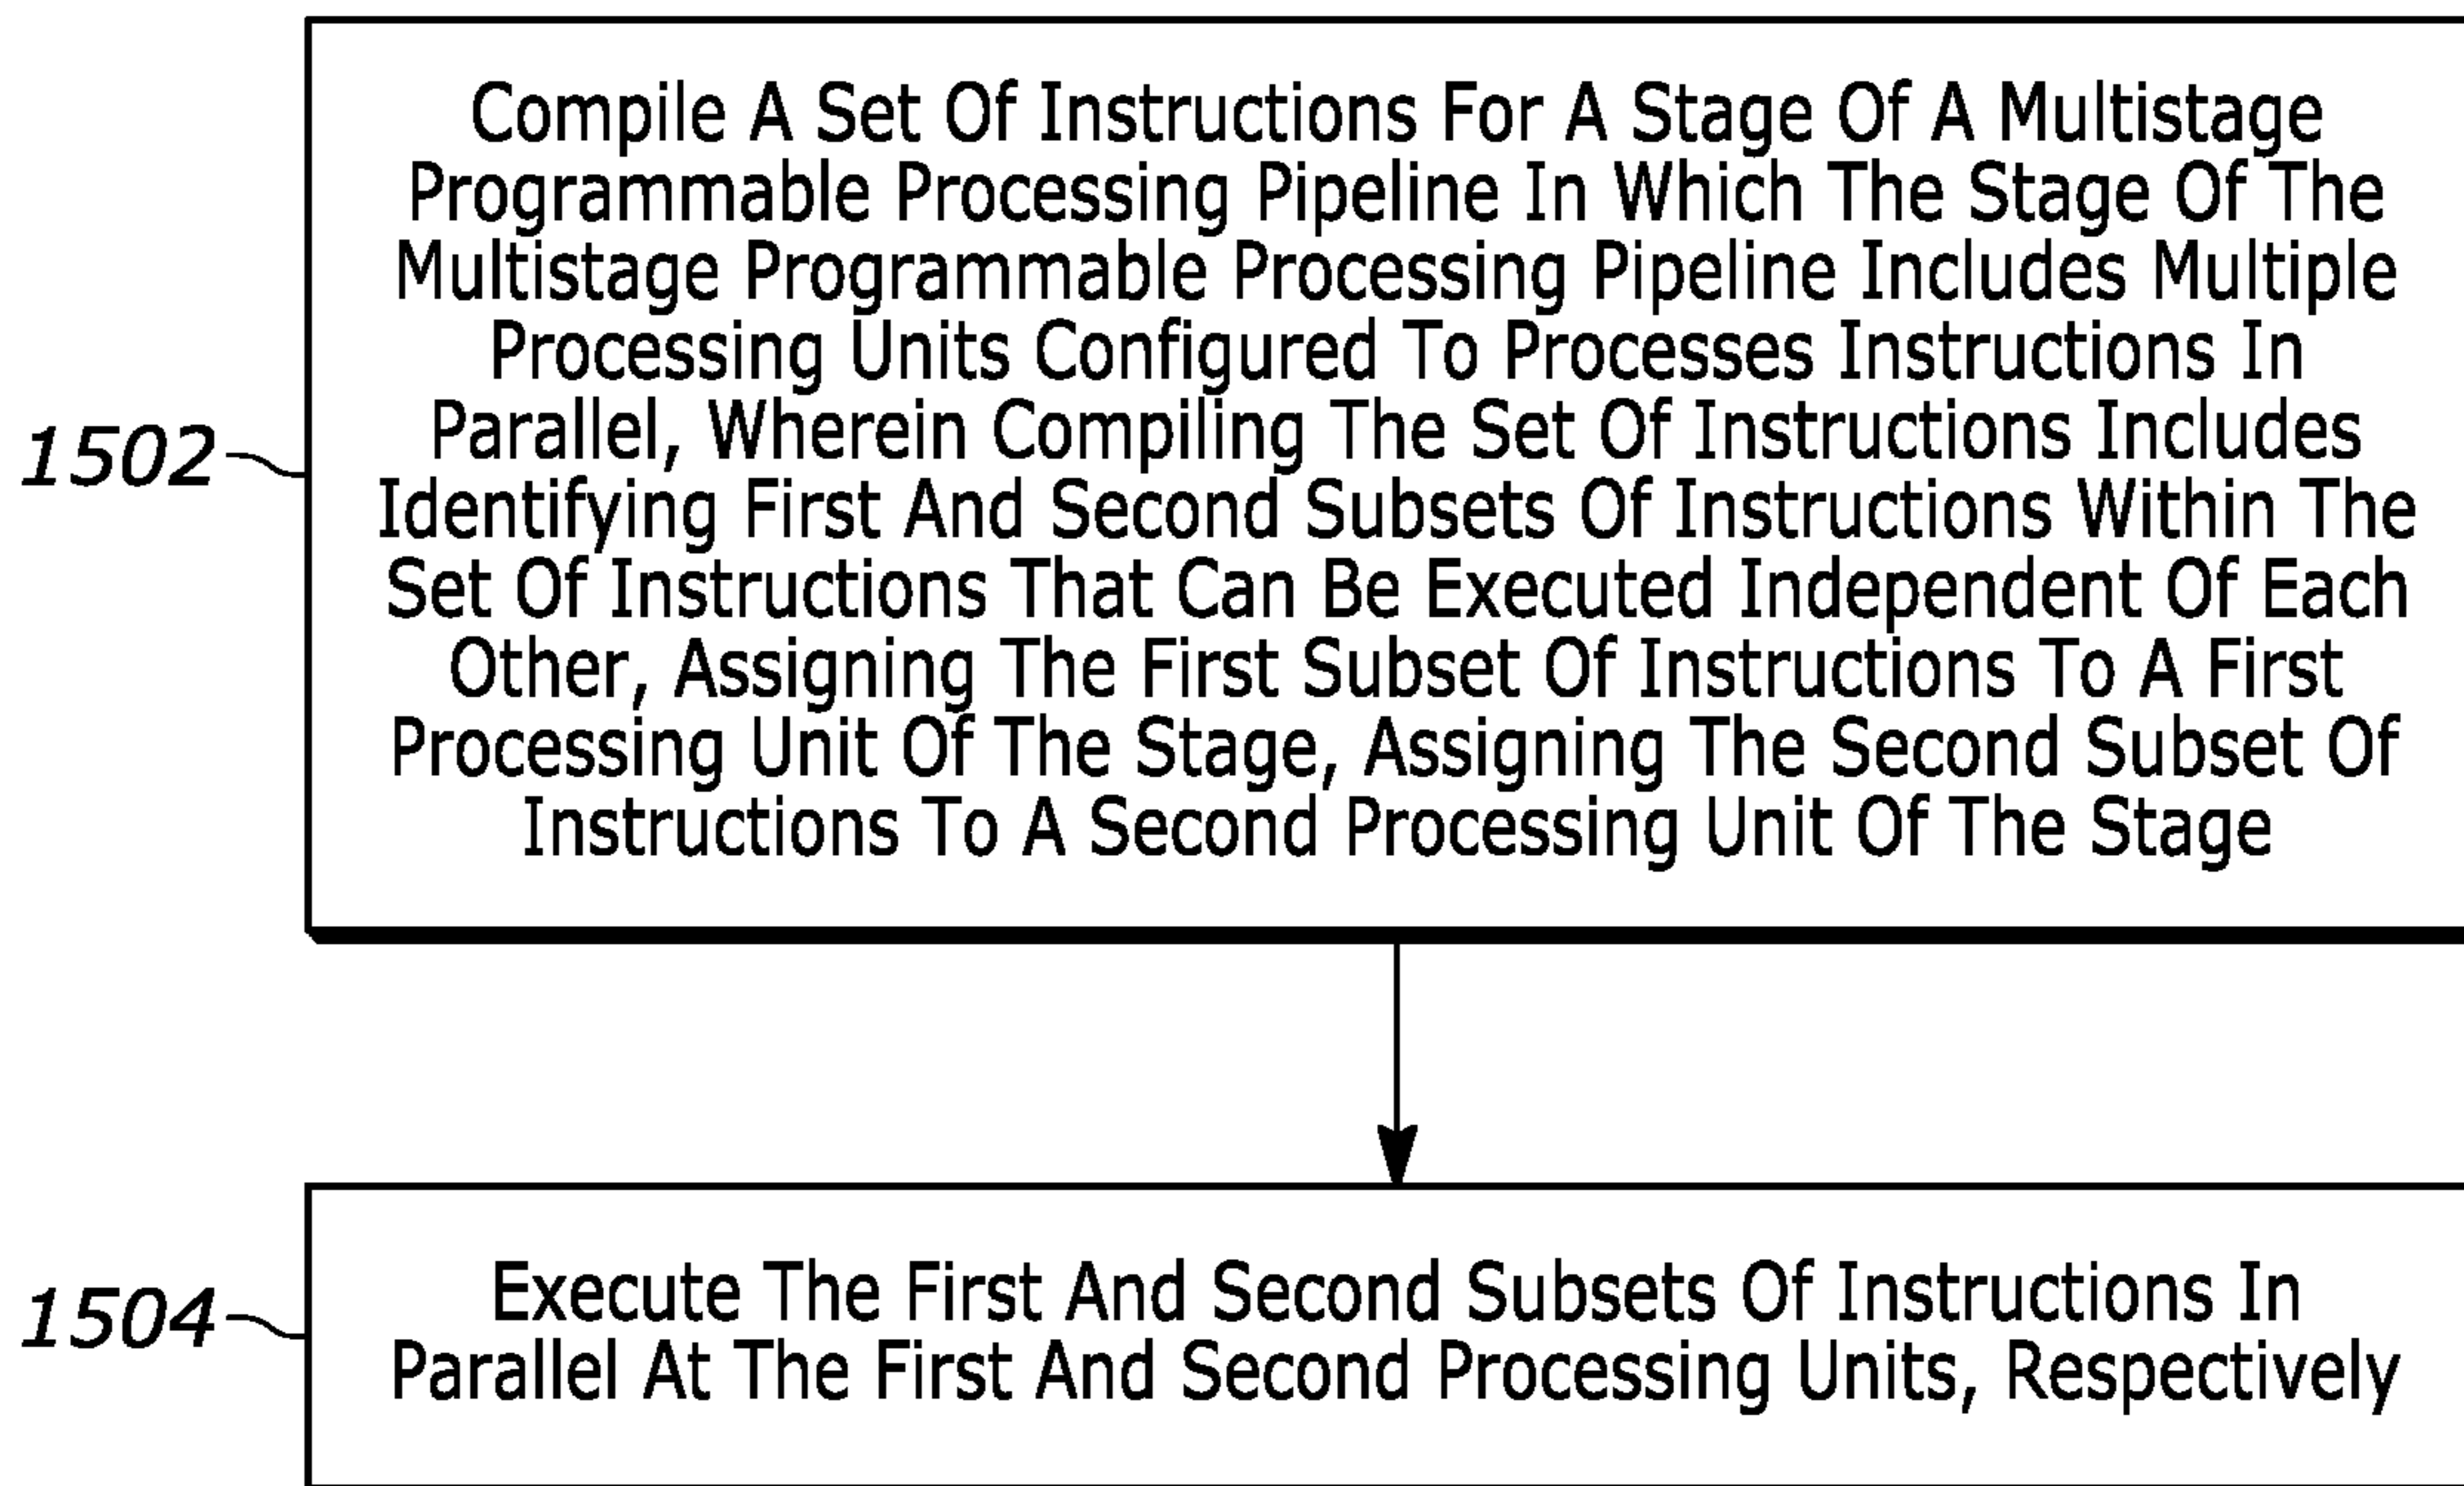 Compile A Set Of Instructions For A Stage Of A Multistage
Programmable Processing Pipeline In Which The Stage Of The
Multistage Programmable Processing Pipeline Includes Multiple
Processing Units Configured To Processes Instructions In
Parallel, Wherein Compiling The Set Of Instructions Includes
1502
Identifying First And Second Subsets Of Instructions Within The
Set Of Instructions That Can Be Executed Independent Of Each
Other, Assigning The First Subset Of Instructions To A First
Processing Unit Of The Stage, Assigning The Second Subset Of
Instructions To A Second Processing Unit Of The Stage
1504
Execute The First And Second Subsets Of Instructions In
Parallel At The First And Second Processing Units, Respectively